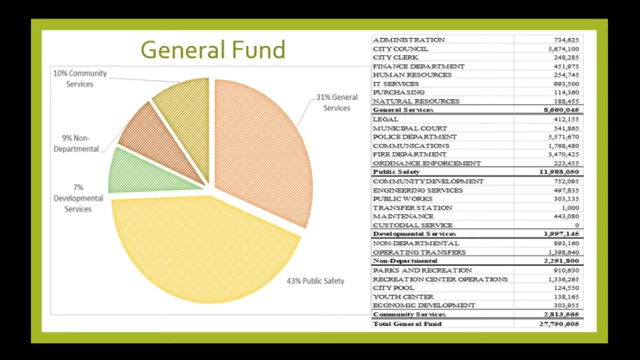 General Fund
10% Community
Services
31% General
Services
9% Non-
Departmental
7%
Developmental
Services
43% Public Safety
ADMINISTRATION 734,625
CITY COUNCIL 5,674,100
CITY CLERK 248,285
FINANCE DEPARTMENT 451,975
HUMAN RESOURCES 254,745
IT SERVICES 993,500
PURCHASING 114,360
NATURAL RESOURCES 188,455
General Services 8,660,045
LEGAL 412,155
MUNICIPAL COURT 541,865
POLICE DEPARTMENT 5,571,670
COMMUNICATIONS 1,768,480
FIRE DEPARTMENT 3,470,425
ORDINANCE ENFORCEMENT 223,455
Public Safety 11,988,050
COMMUNITY DEVELOPMENT 752,095
ENGINEERING SERVICES 497,835
PUBLIC WORKS 303,135
TRANSFER STATION 1,000
MAINTENANCE 443,080
CUSTODIAL SERVICE 0
Developmental Services 1,997,145
NON-DEPARTMENTAL 893,160
OPERATING TRANSFERS 1,398,640
Non-Departmental 2,291,800
PARKS AND RECREATION 910,630
RECREATION CENTER OPERATIONS 1,336,265
CITY POOL 124,550
YOUTH CENTER 138,165
ECONOMIC DEVELOPMENT 303,955
Community Services 2,813,565
Total General Fund 27,750,605